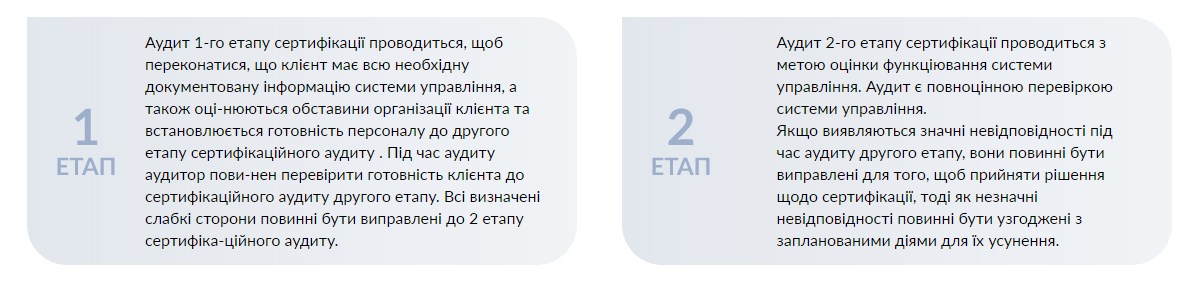 1
ЕТАП
Аудит 1-го етапу сертифікації проводиться, щоб
переконатися, що клієнт має всю необхідну
документовану інформацію системи управління, а
також оці-нюються обставини організації клієнта та
встановлюється готовність персоналу до другого
етапу сертифікаційного аудиту . Під час аудиту
аудитор пови-нен перевірити готовність клієнта до
сертифікаційного аудиту другого етапу. Всі визначені
слабкі сторони повинні бути виправлені до 2 етапу
сертифіка-ційного аудиту.
2
ЕТАП
Аудит 2-го етапу сертифікації проводиться з
метою оцінки функціювання системи
управління. Аудит є повноцінною перевіркою
системи управління.
Якщо виявляються значні невідповідності під
час аудиту другого етапу, вони повинні бути
виправлені для того, щоб прийняти рішення
щодо сертифікації, тоді як незначні
невідповідності повинні бути узгоджені з
запланованими діями для їх усунення.